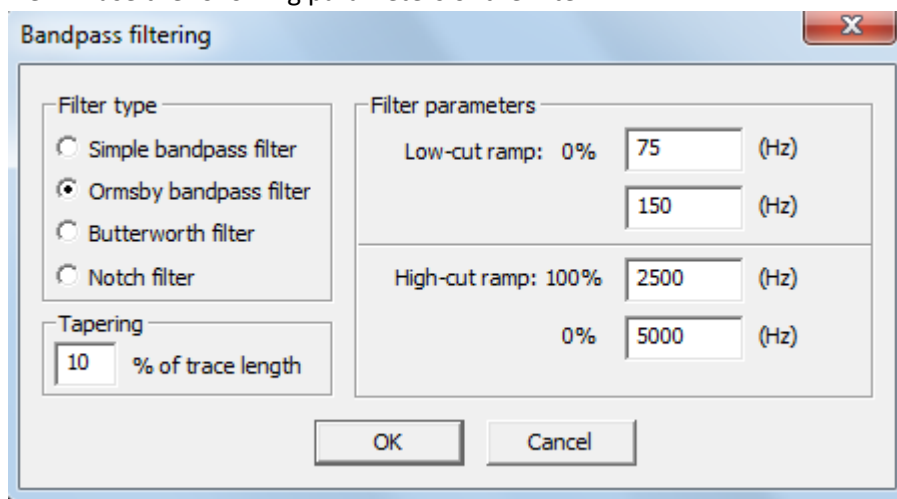 Bandpass filtering
X
Filter type
Simple bandpass filter
Ormsby bandpass filter
Butterworth filter
Notch filter
Tapering
10 % of trace length
Filter parameters
Low-cut ramp: 0% 75 (Hz)
150 (Hz)
High-cut ramp: 100% 2500 (Hz)
0% 5000 (Hz)
OK Cancel